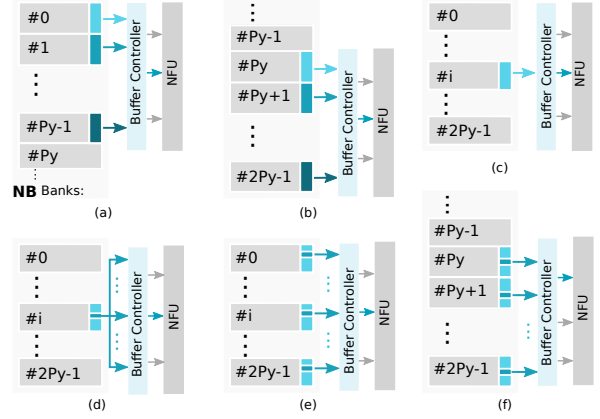 #0
#1
#Py-1
#Py
NB Banks:
Buffer Controller
NFU
(a)
#Py-1
#Py
#Py+1
#2Py-1
Buffer Controller
NFU
(b)
#0
#i
#2Py-1
Buffer Controller
NFU
(c)
#0
#i
#2Py-1
Buffer Controller
NFU
(d)
#0
#i
#2Py-1
Buffer Controller
NFU
(e)
#Py-1
#Py
#Py+1
#2Py-1
Buffer Controller
NFU
(f)